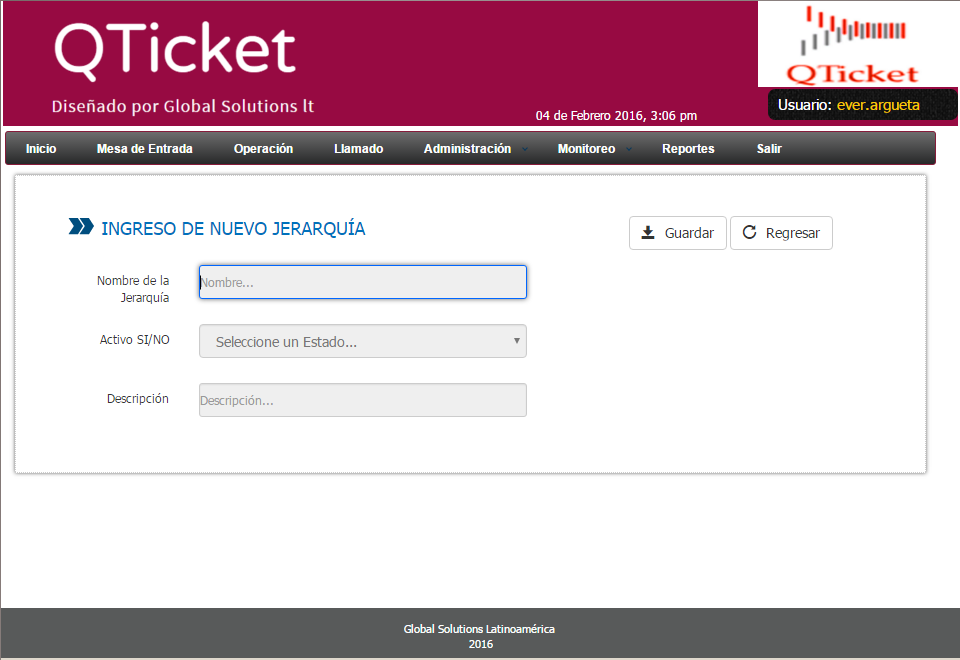 QTicket
Diseñado por Global Solutions lt
04 de Febrero 2016, 3:06 pm
QTicket
Usuario: ever.argueta
Inicio Mesa de Entrada Operación Llamado Administración Monitoreo Reportes Salir
INGRESO DE NUEVO JERARQUÍA
Guardar Regresar
Nombre de la
Jerarquía
Nombre...
Activo SI/NO
Seleccione un Estado...
Descripción
Descripción...
Global Solutions Latinoamérica
2016